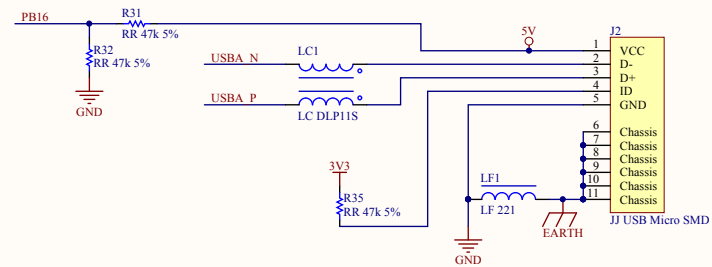 PB16
R31
RR 47k 5%
R32
RR 47k 5%
GND
USBA_N
USBA_P
LC1
LC DLP11S
5V
J2
1 VCC
2 D-
3 D+
4 ID
5 GND
6 Chassis
7 Chassis
8 Chassis
9 Chassis
10 Chassis
11 Chassis
JJ USB Micro SMD
3V3
R35
RR 47k 5%
LF1
LF 221
EARTH
GND